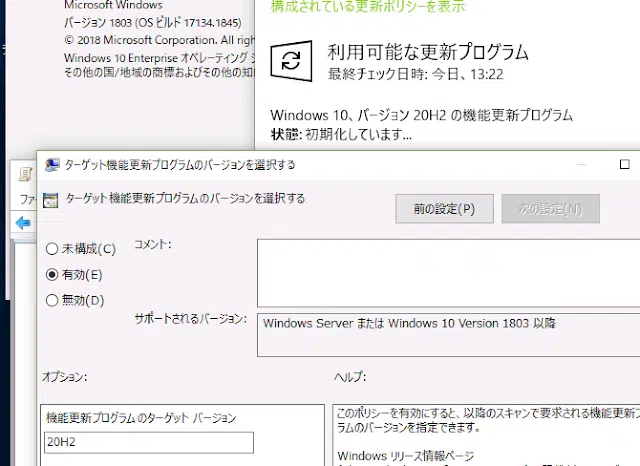 Microsoft Windows
バージョン 1803 (OS ビルド 17134.1845)
© 2018 Microsoft Corporation. All righ
Windows 10 Enterprise オペレーティング シ
その他の国/地域の商標およびその他の知
構成されている更新ポリシーを表示
利用可能な更新プログラム
最終チェック日時: 今日、13:22
Windows 10、バージョン 20H2 の機能更新プログラム
状態: 初期化しています...
ターゲット機能更新プログラムのバージョンを選択する
ターゲット機能更新プログラムのバージョンを選択する
前の設定(P)
次の設定(N)
未構成(C)
有効(E)
無効(D)
コメント:
サポートされるバージョン:
Windows Server または Windows 10 Version 1803 以降
オプション:
ヘルプ:
機能更新プログラムのターゲット バージョン
20H2
このポリシーを有効にすると、以降のスキャンで要求される機能更新プ
ラムのバージョンを指定できます。
Windows リリース情報ページ